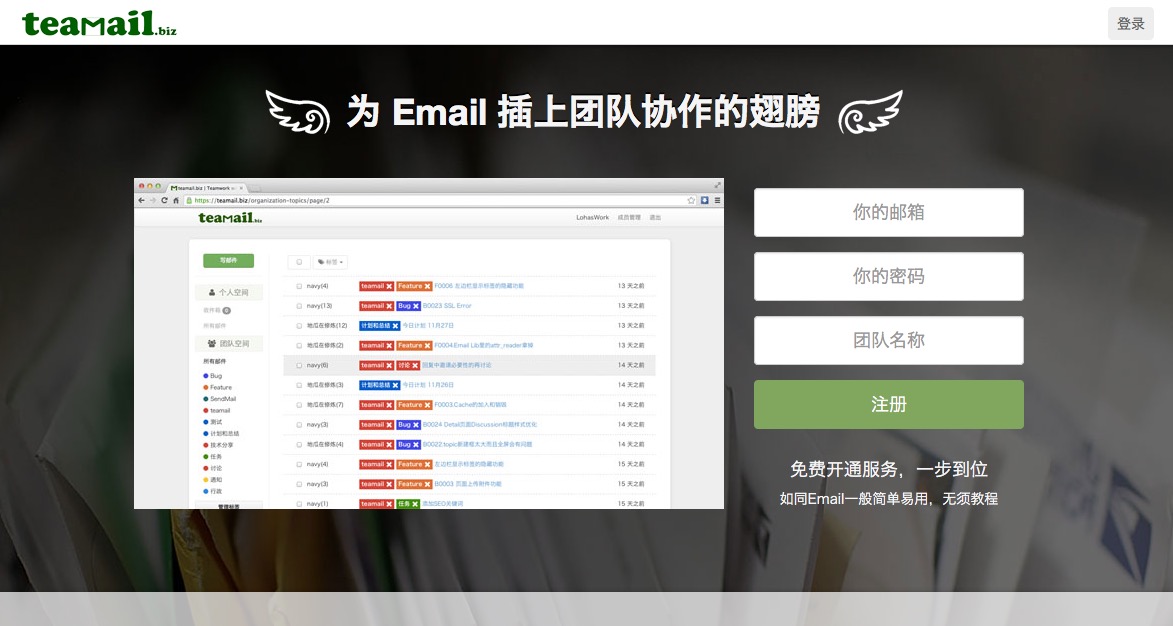 teamail.biz
登录
为 Email 插上团队协作的翅膀
teamail.biz | Teamwork
https://teamail.biz/organization-topics/page/2
teamail.biz
LohasWork 成员管理 退出
写邮件
标签
个人空间
收件箱 0
所有邮件
团队空间
所有邮件
Bug
Feature
SendMail
teamail
测试
计划和总结
技术分享
任务
讨论
通知
行政
管理标签
navy(4) teamail Feature F0006 左边栏显示标签的隐藏功能 13 天之前
navy(13) teamail Bug B0023 SSL Error 13 天之前
地瓜在修炼(12) 计划和总结 今日计划 11月27日 13 天之前
地瓜在修炼(2) teamail Feature F0004:Email Lib里的attr_reader拿掉 13 天之前
navy(6) teamail 讨论 回复中邀请必要性的再讨论 14 天之前
地瓜在修炼(3) 计划和总结 今日计划 11月26日 14 天之前
地瓜在修炼(7) teamail Feature F0003:Cache的加入和销毁 14 天之前
navy(3) teamail Bug B0024 Detail页面Discussion标题样式优化 14 天之前
地瓜在修炼(4) teamail Bug B0022:topic新建框太大而且全屏会有问题 14 天之前
navy(4) teamail Feature 左边栏显示标签的隐藏功能 15 天之前
navy(3) teamail Feature B0003 页面上传附件功能 15 天之前
navy(1) teamail 任务 添加SEO关键词 15 天之前
你的邮箱
你的密码
团队名称
注册
免费开通服务，一步到位
如同Email一般简单易用，无须教程